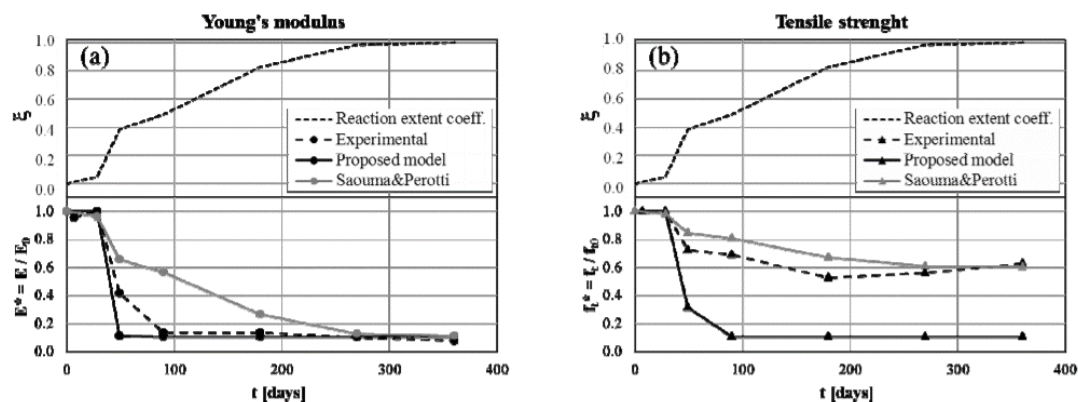 Young's modulus
(a)
1.0
0.8
0.6
0.4
0.2
0.0
ξ
Reaction extent coeff.
Experimental
Proposed model
Saouma&Perotti
1.0
0.8
0.6
0.4
0.2
0.0
E* = E / E₀
0 100 200 300 400
t [days]
Tensile strenght
(b)
1.0
0.8
0.6
0.4
0.2
0.0
ξ
Reaction extent coeff.
Experimental
Proposed model
Saouma&Perotti
1.0
0.8
0.6
0.4
0.2
0.0
fₜ* = fₜ / fₜ₀
0 100 200 300 400
t [days]